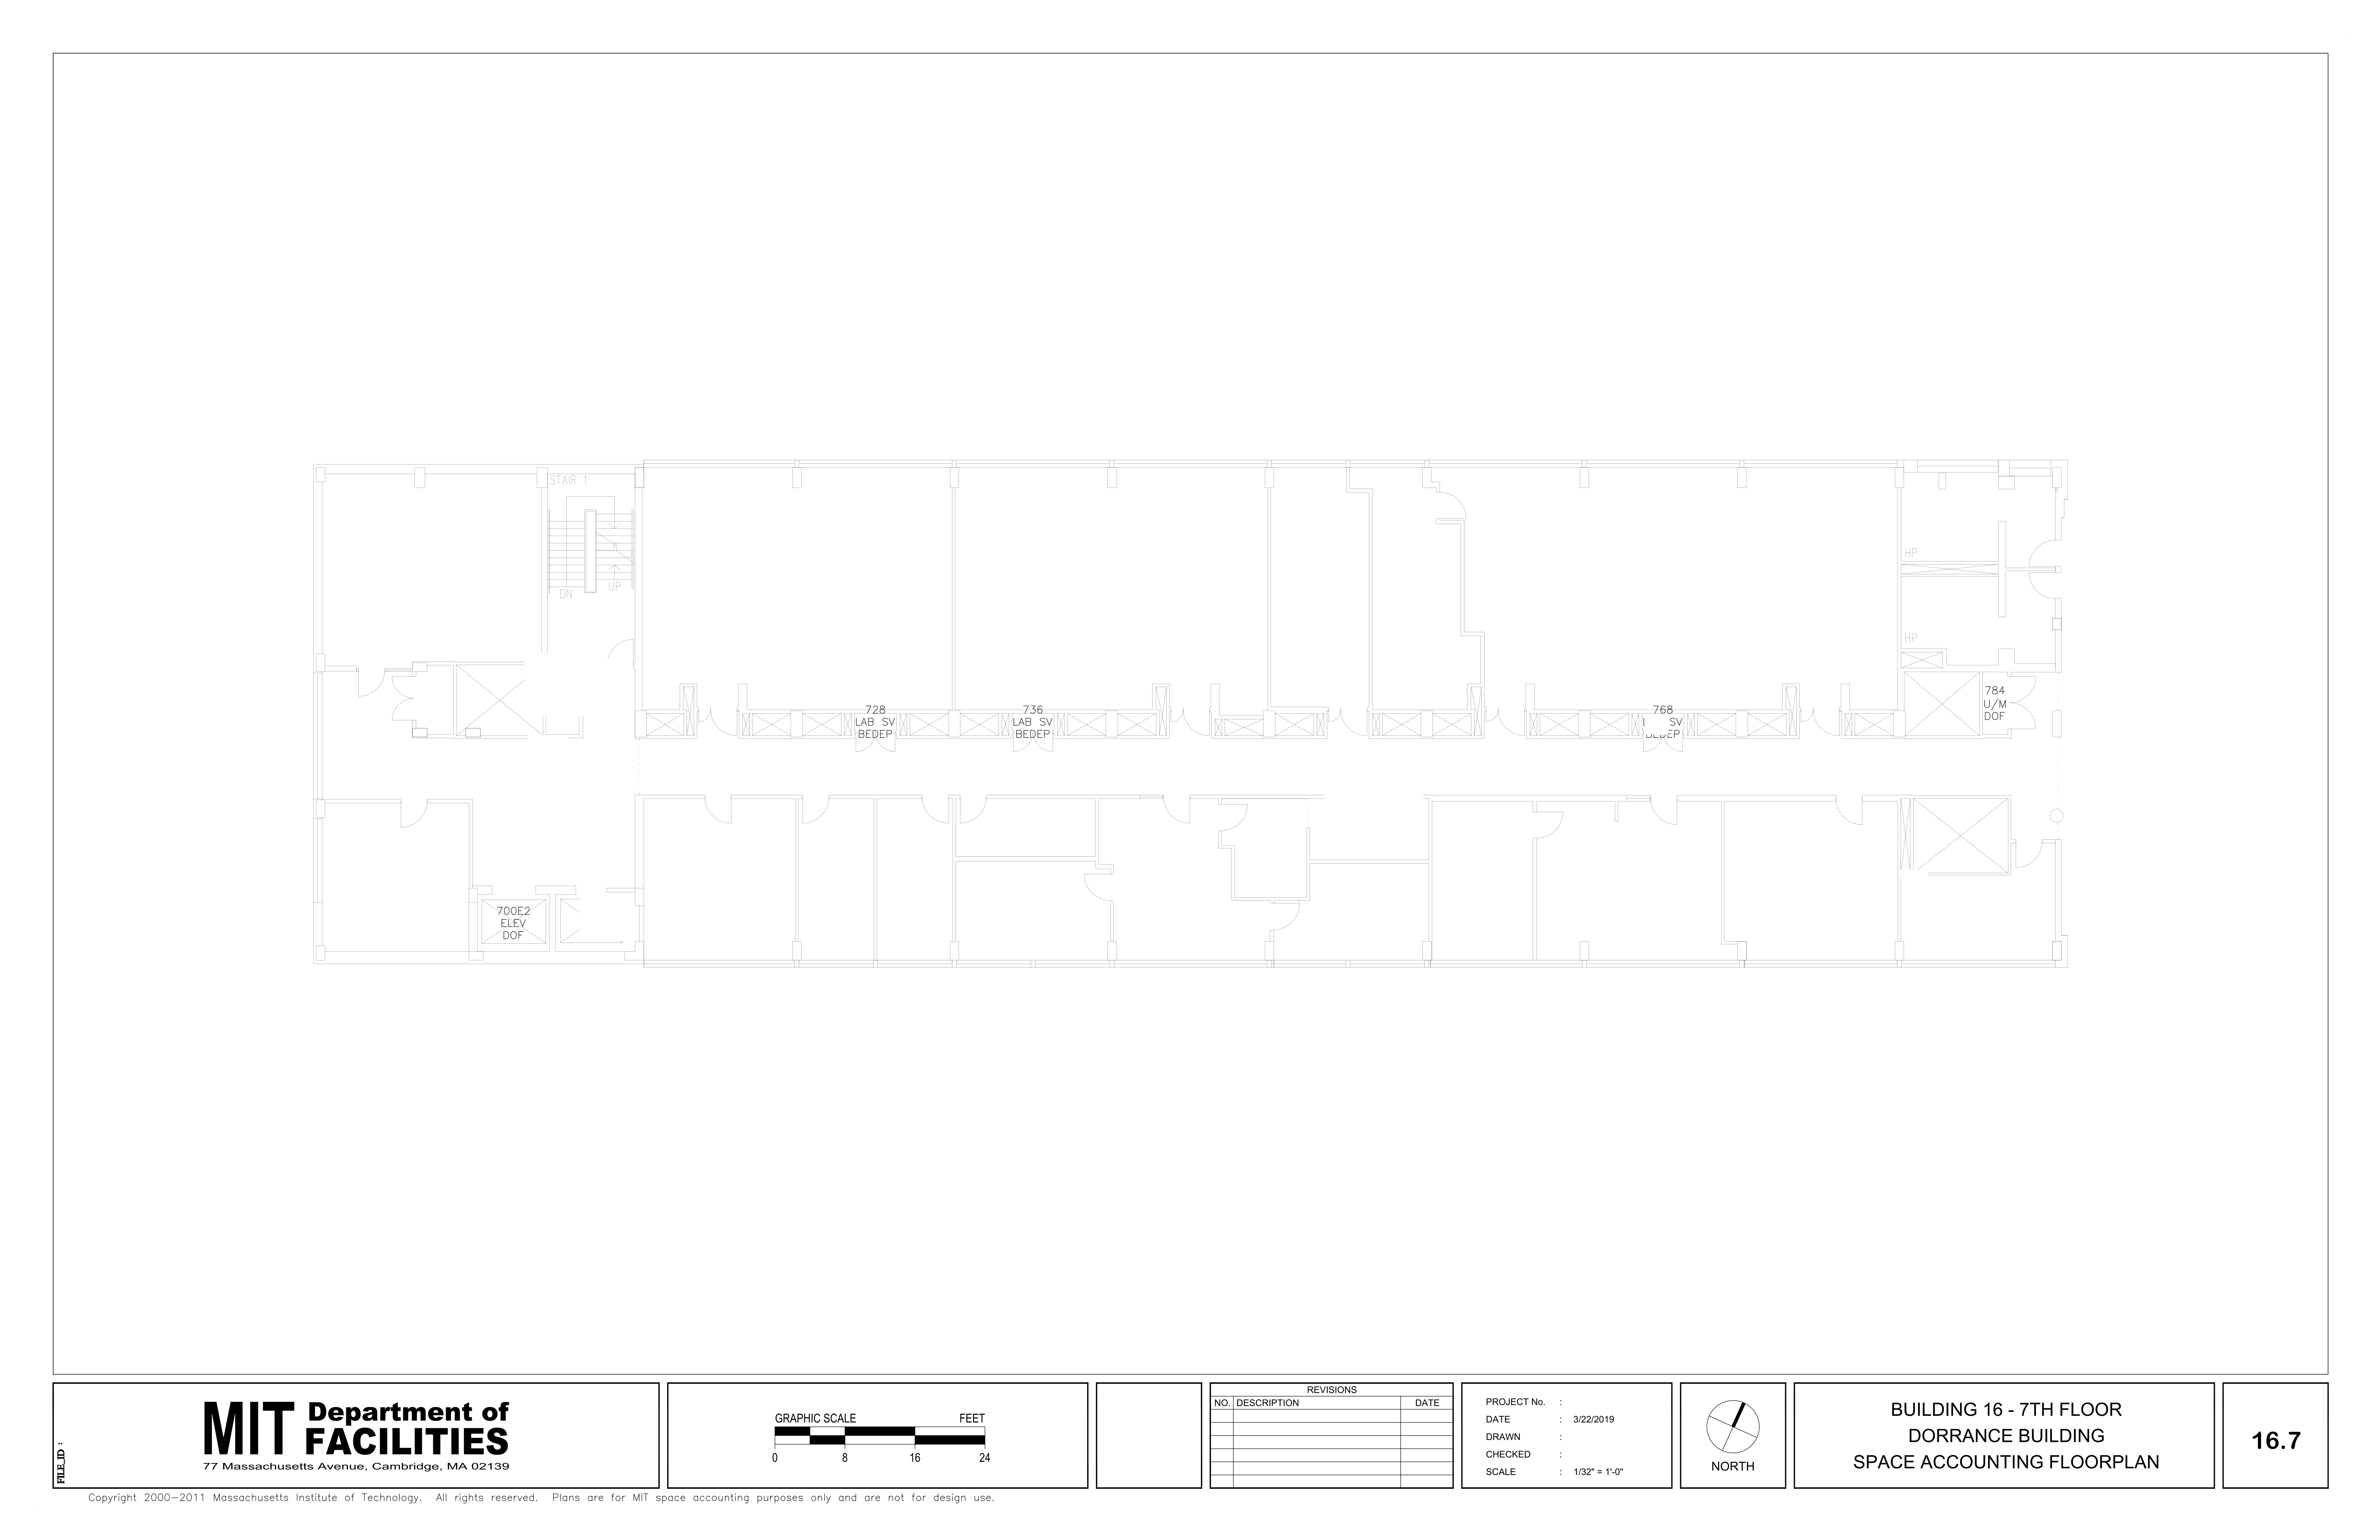 STAIR 1
DN
UP
HP
HP
728
LAB SV
BEDEP
736
LAB SV
BEDEP
768
SV
784
U/M
DOF
700E2
ELEV
DOF
FILE_ID :
MIT Department of
FACILITIES
77 Massachusetts Avenue, Cambridge, MA 02139
GRAPHIC SCALE FEET
0 8 16 24
REVISIONS
NO. DESCRIPTION DATE
PROJECT No. :
DATE : 3/22/2019
DRAWN :
CHECKED :
SCALE : 1/32" = 1'-0"
NORTH
BUILDING 16 - 7TH FLOOR
DORRANCE BUILDING
SPACE ACCOUNTING FLOORPLAN
16.7
Copyright 2000-2011 Massachusetts Institute of Technology. All rights reserved. Plans are for MIT space accounting purposes only and are not for design use.